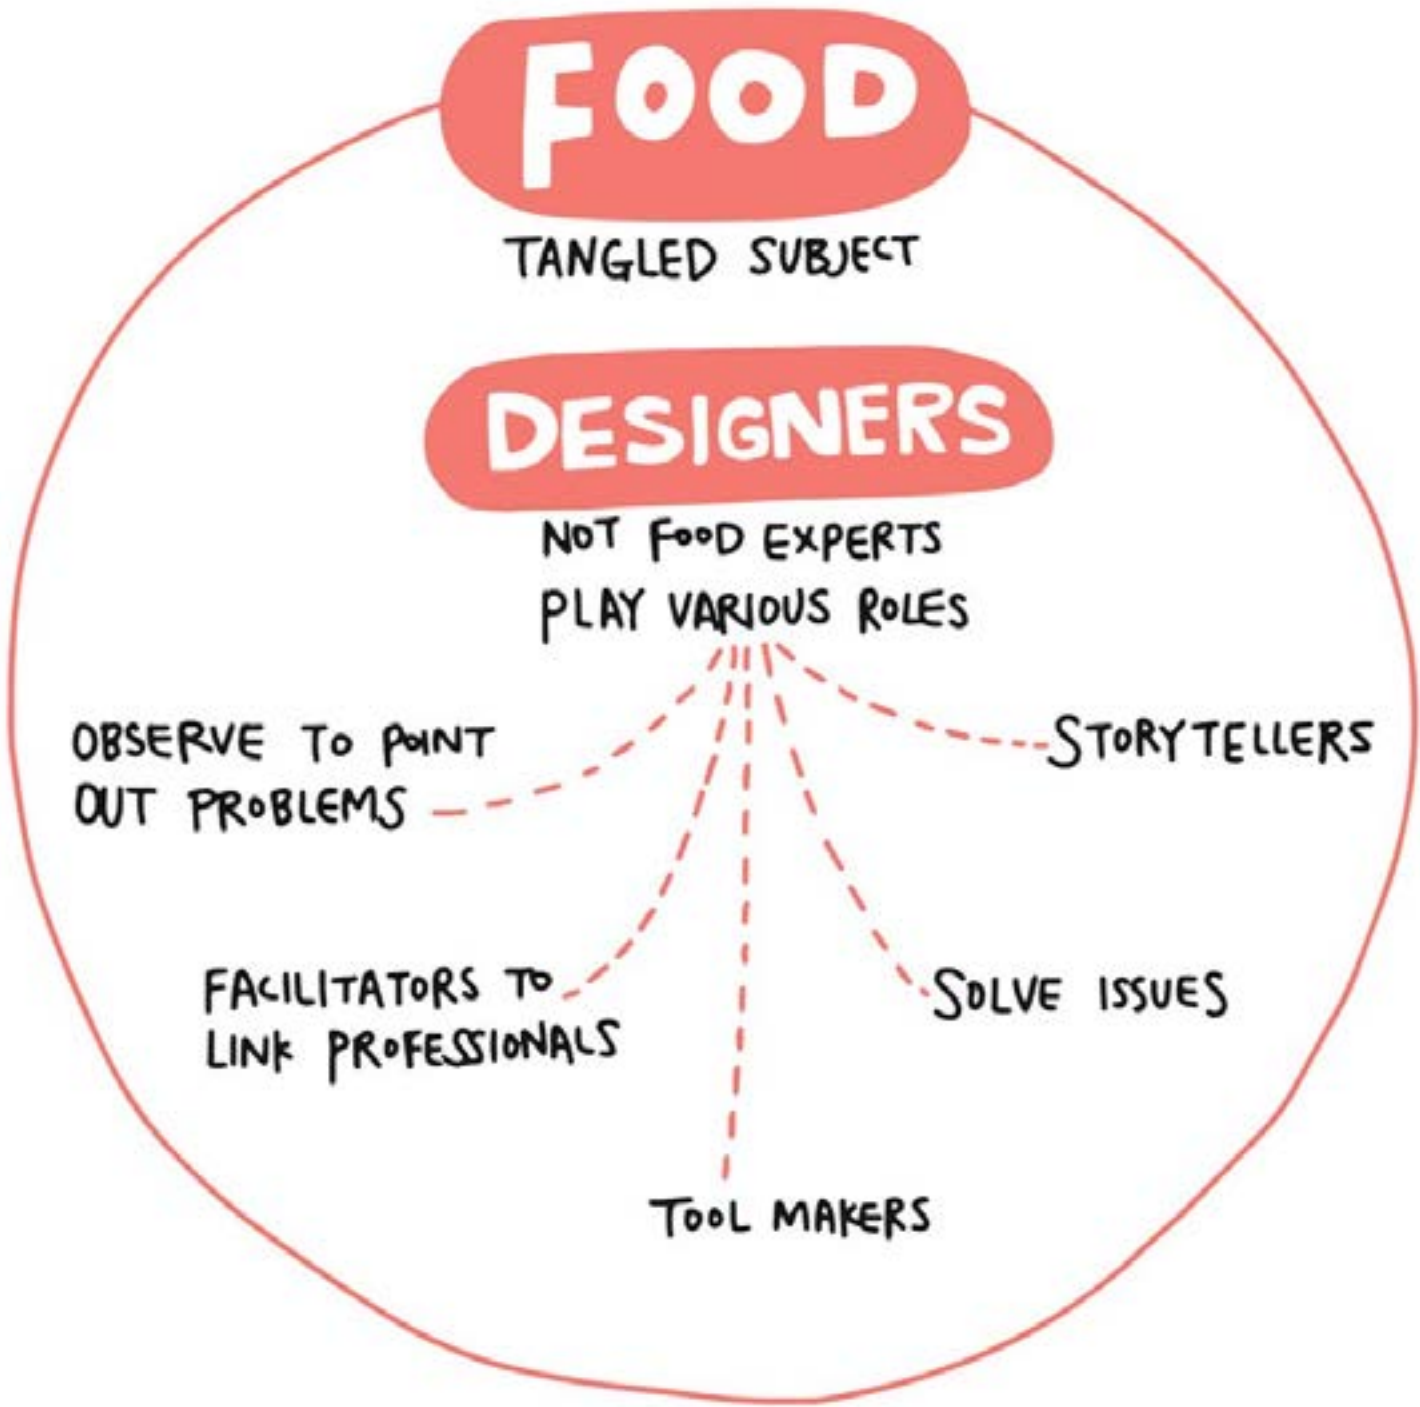 FOOD
TANGLED SUBJECT
DESIGNERS
NOT FOOD EXPERTS
PLAY VARIOUS ROLES
OBSERVE TO POINT
OUT PROBLEMS
STORYTELLERS
FACILITATORS TO
LINK PROFESSIONALS
SOLVE ISSUES
TOOL MAKERS